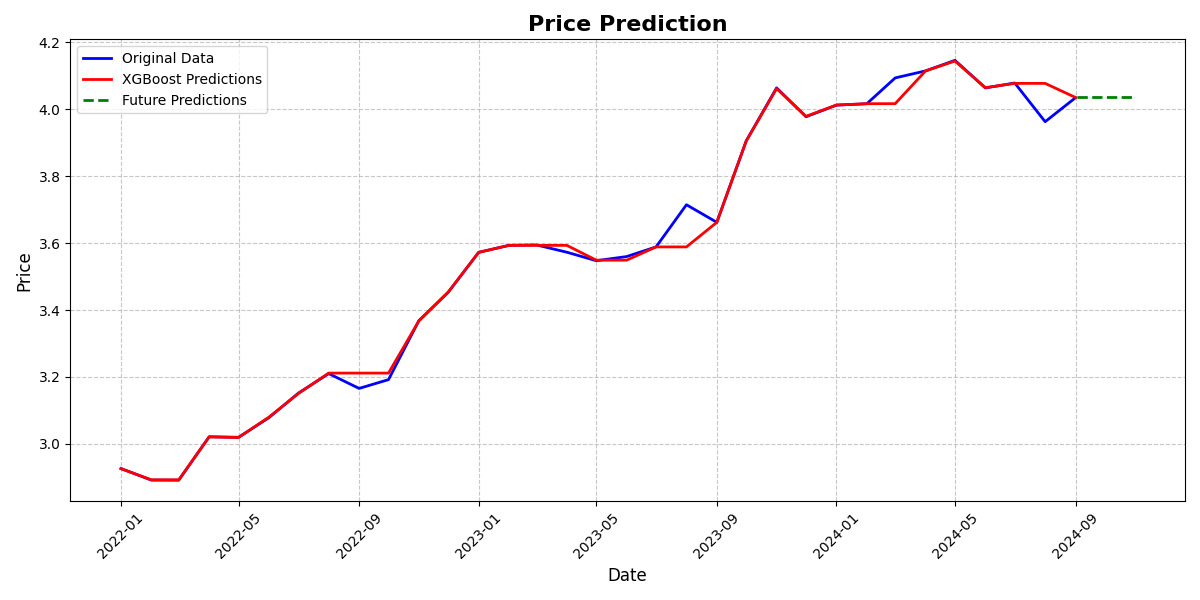 Price Prediction
Original Data
XGBoost Predictions
Future Predictions
Price
4.2
4.0
3.8
3.6
3.4
3.2
3.0
2022-01
2022-05
2022-09
2023-01
2023-05
2023-09
2024-01
2024-05
2024-09
Date